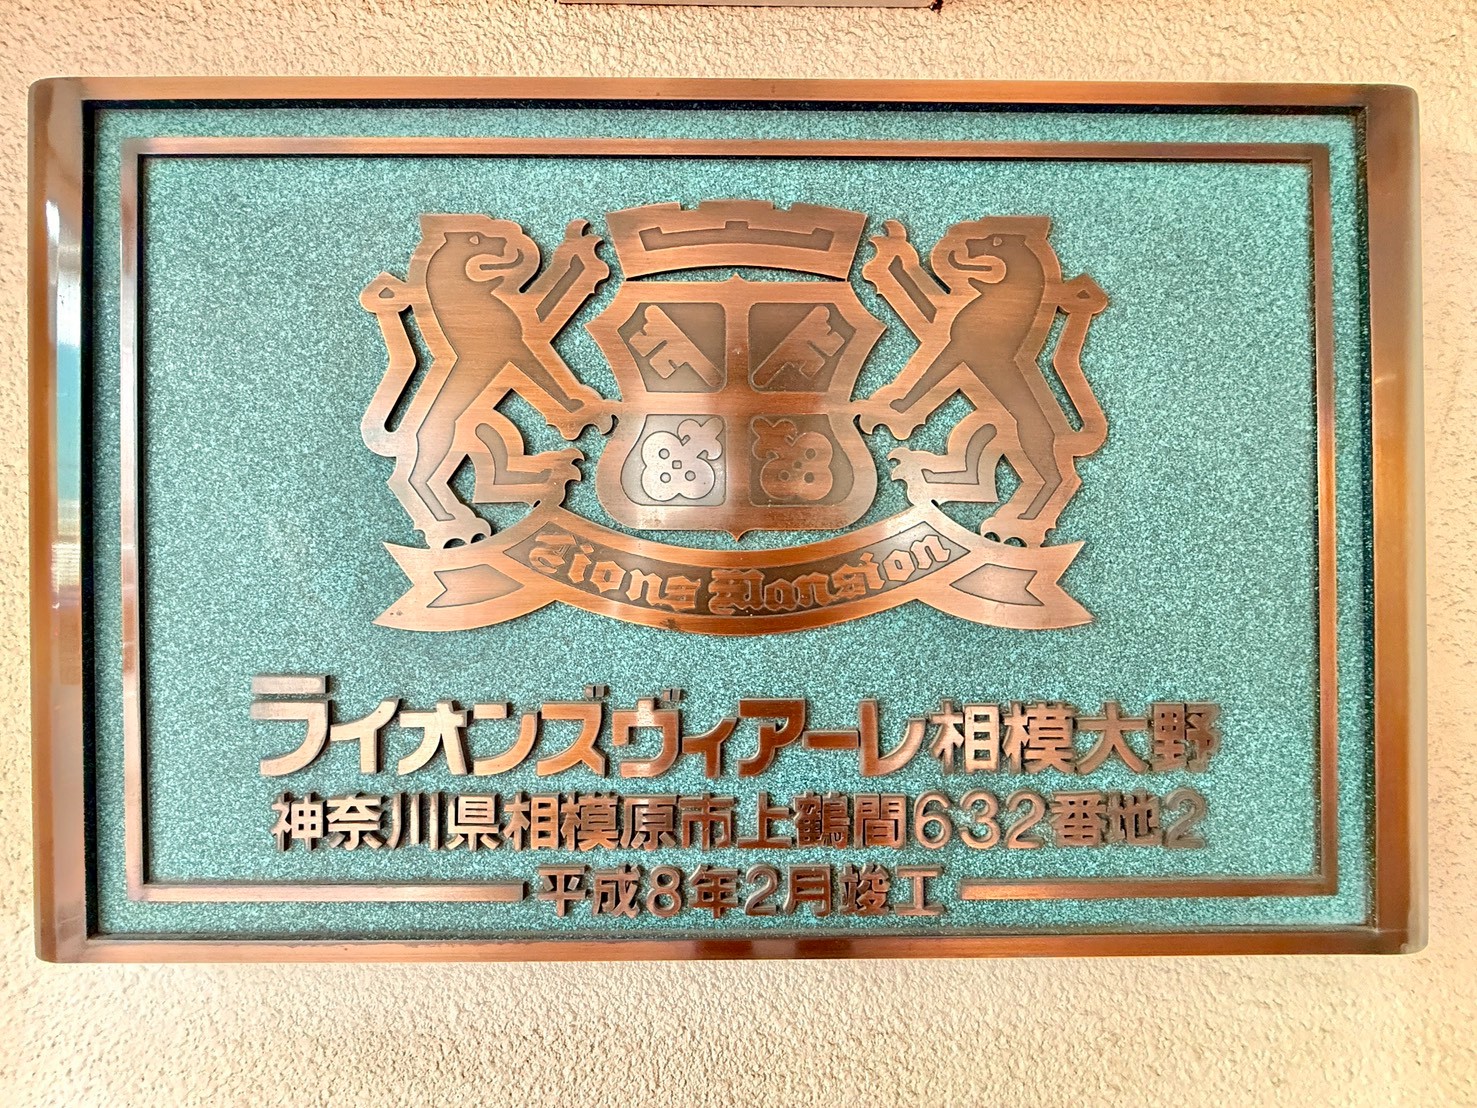 Lions Mansion
ライオンズヴィアーレ相模大野
神奈川県相模原市上鶴間632番地2
平成8年2月竣工